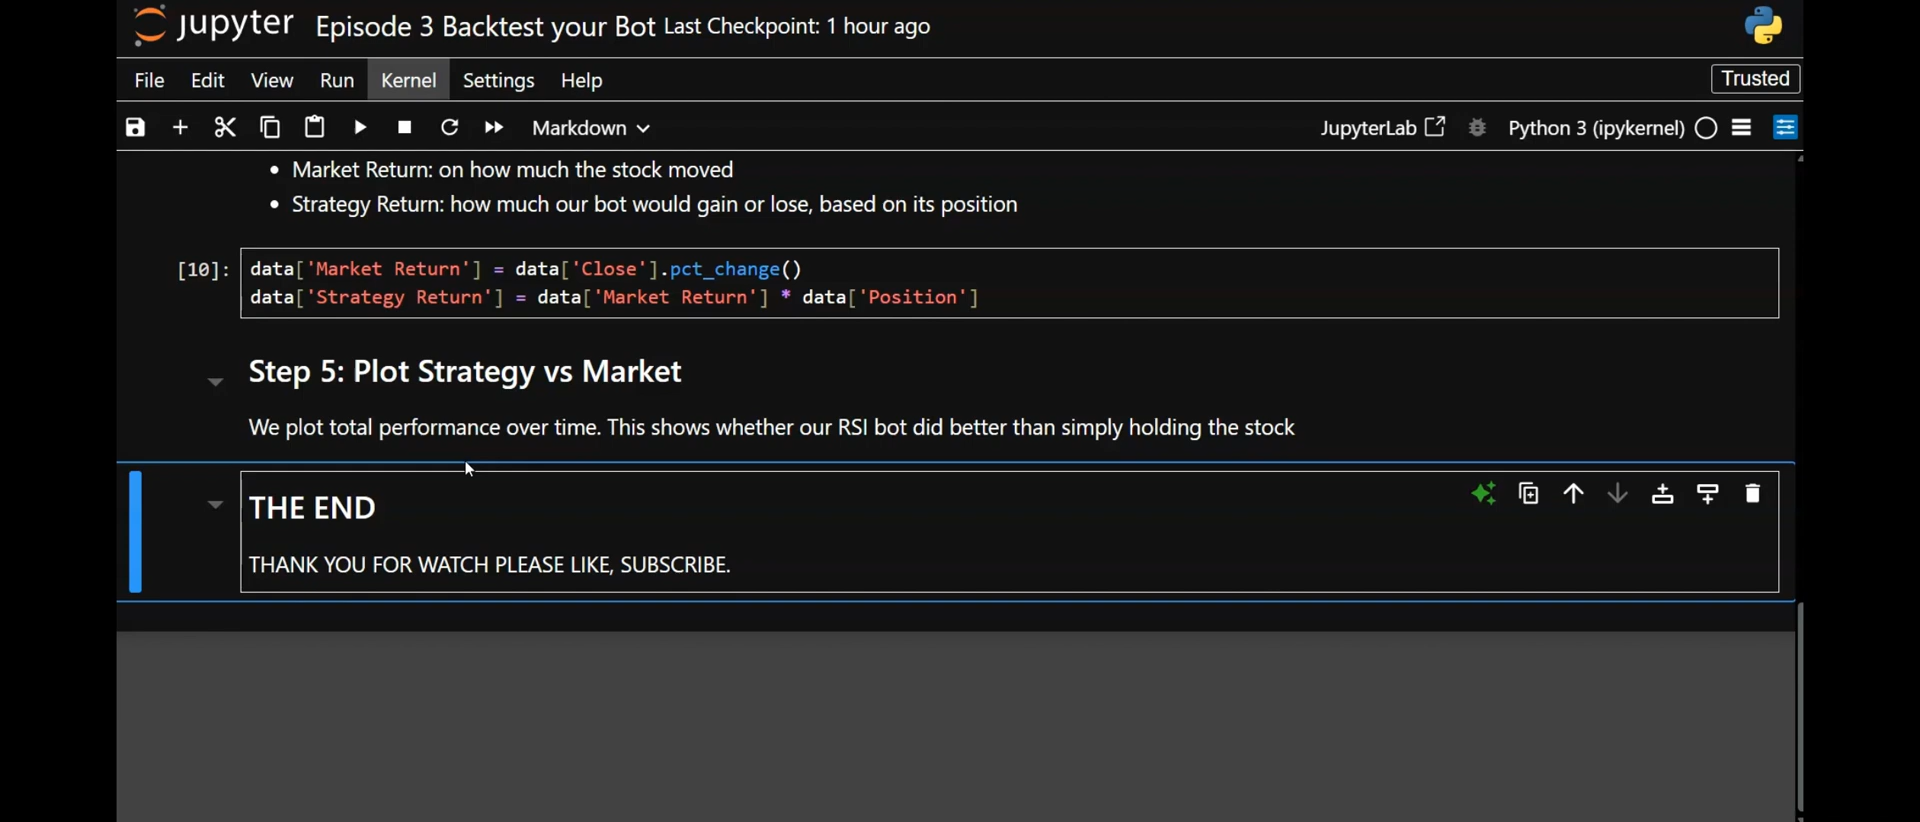 jupyter Episode 3 Backtest your Bot Last Checkpoint: 1 hour ago
File Edit View Run Kernel Settings Help Trusted
Markdown JupyterLab Python 3 (ipykernel)
• Market Return: on how much the stock moved
• Strategy Return: how much our bot would gain or lose, based on its position
[10]: data['Market Return'] = data['Close'].pct_change()
data['Strategy Return'] = data['Market Return'] * data['Position']
Step 5: Plot Strategy vs Market
We plot total performance over time. This shows whether our RSI bot did better than simply holding the stock
THE END
THANK YOU FOR WATCH PLEASE LIKE, SUBSCRIBE.